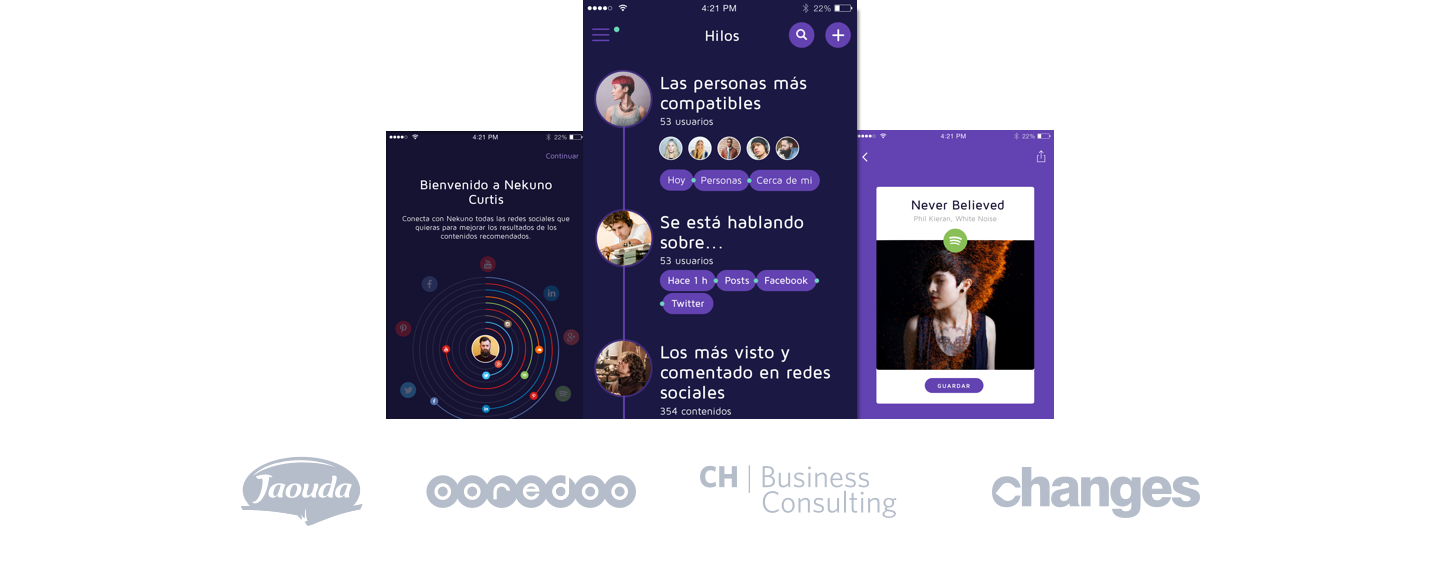 4:21 PM 22%
Continuar
Bienvenido a Nekuno
Curtis
Conecta con Nekuno todas las redes sociales que
quieras para mejorar los resultados de los
contenidos recomendados.
4:21 PM 22%
Hilos
Las personas más
compatibles
53 usuarios
Hoy Personas Cerca de mi
Se está hablando
sobre...
53 usuarios
Hace 1 h Posts Facebook
Twitter
Los más visto y
comentado en redes
sociales
354 contenidos
4:21 PM 22%
Never Believed
Phil Kieran, White Noise
GUARDAR
Jaouda
ooredoo
CH | Business
Consulting
changes